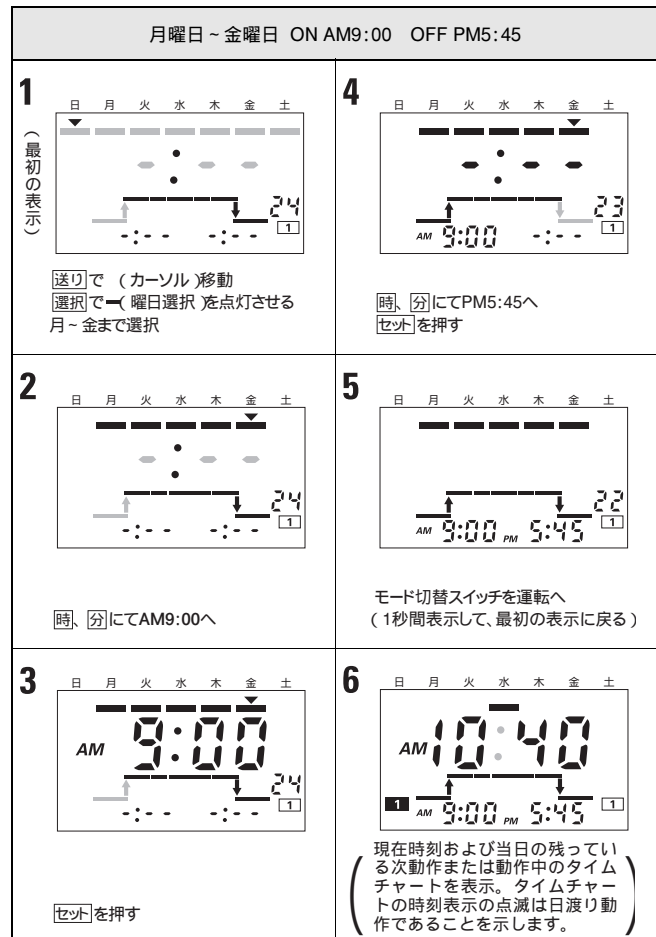 月曜日~金曜日 ON AM9:00 OFF PM5:45
1
(最初の表示)
日 月 火 水 木 金 土
- : - -
24
1
-:-- -:--
送りで (カーソル)移動
選択で━(曜日選択)を点灯させる
月~金まで選択
2
日 月 火 水 木 金 土
- : - -
24
1
-:-- -:--
時、分にてAM9:00へ
3
日 月 火 水 木 金 土
AM 9:00
24
1
-:-- -:--
セットを押す
4
日 月 火 水 木 金 土
- : - -
23
1
AM 9:00 -:--
時、分にてPM5:45へ
セットを押す
5
日 月 火 水 木 金 土
22
1
AM 9:00 PM 5:45
モード切替スイッチを運転へ
(1秒間表示して、最初の表示に戻る)
6
日 月 火 水 木 金 土
AM 10:40
1 AM 9:00 PM 5:45 1
現在時刻および当日の残ってい
る次動作または動作中のタイム
チャートを表示。タイムチャー
トの時刻表示の点滅は日渡り動
作であることを示します。